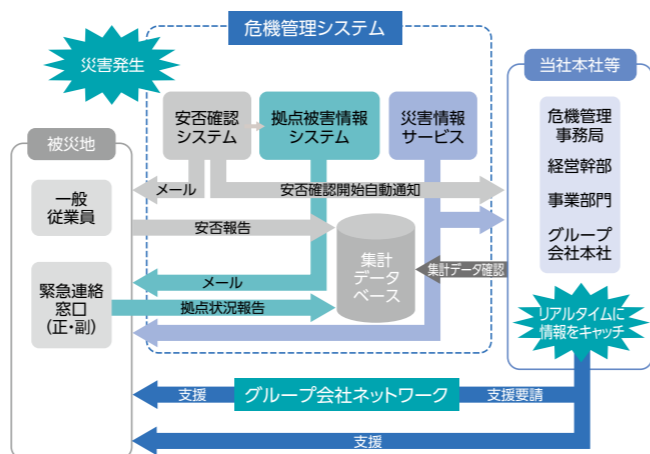 危機管理システム
災害発生
当社本社等
安否確認
システム
拠点被害情報
システム
災害情報
サービス
危機管理
事務局
経営幹部
事業部門
グループ
会社本社
被災地
一般
従業員
メール
安否確認開始自動通知
安否報告
集計
データ
ベース
集計データ確認
緊急連絡
窓口
(正・副)
メール
拠点状況報告
リアルタイムに
情報をキャッチ
支援
グループ会社ネットワーク
支援要請
支援